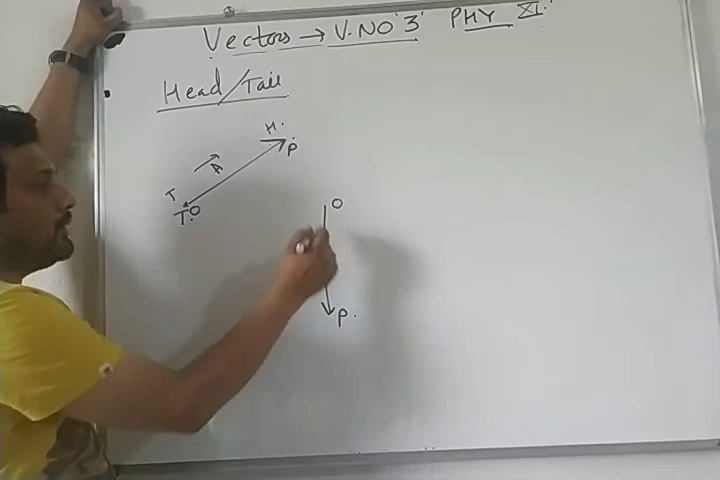 Vectors → V.NO '3' PHY XI.
Head/Tail
H.
P
A
T
T.O
O
P.